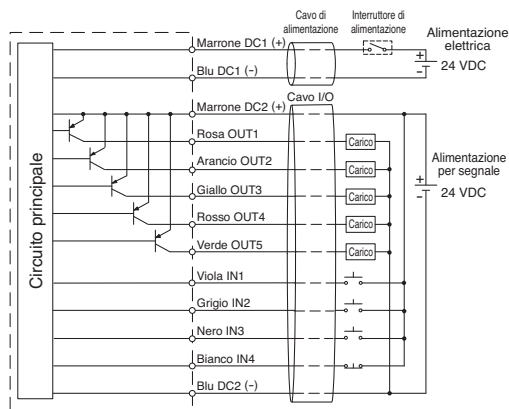 Cavo di
alimentazione
Interruttore di
alimentazione
Alimentazione
elettrica
Marrone DC1 (+)
+
-
24 VDC
Blu DC1 (-)
Cavo I/O
Marrone DC2 (+)
Rosa OUT1
Carico
Arancio OUT2
Carico
Alimentazione
per segnale
Giallo OUT3
Carico
+
-
24 VDC
Rosso OUT4
Carico
Verde OUT5
Carico
Circuito principale
Viola IN1
Grigio IN2
Nero IN3
Bianco IN4
Blu DC2 (-)